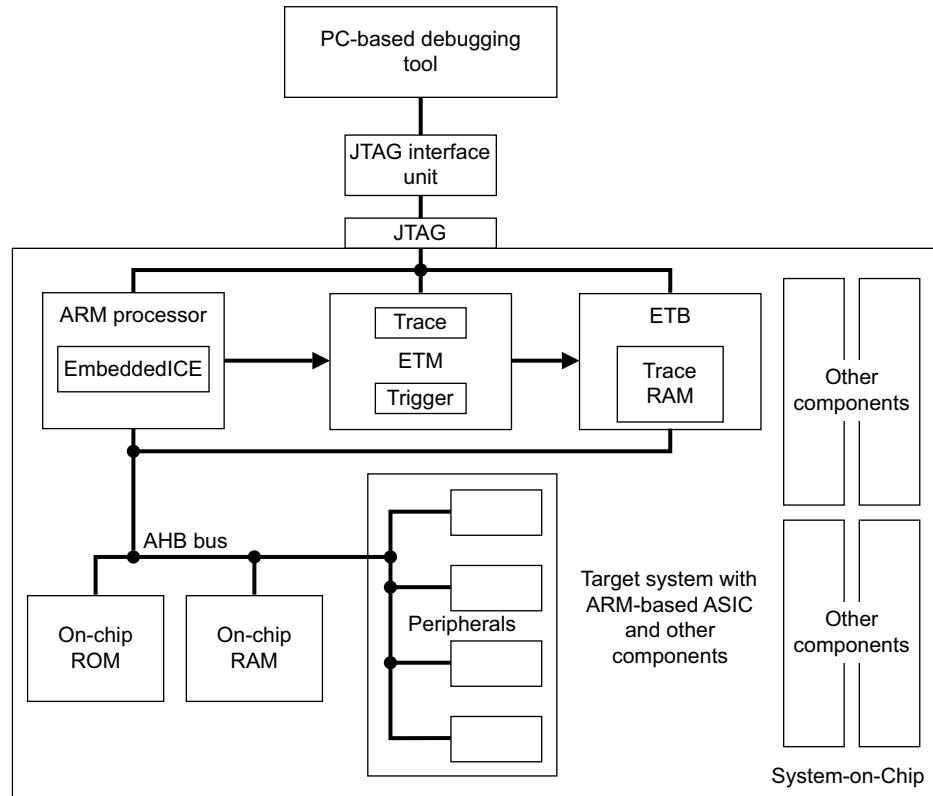 PC-based debugging
tool
JTAG interface
unit
JTAG
ARM processor
EmbeddedICE
Trace
ETM
Trigger
ETB
Trace
RAM
Other
components
AHB bus
On-chip
ROM
On-chip
RAM
Peripherals
Target system with
ARM-based ASIC
and other
components
Other
components
System-on-Chip